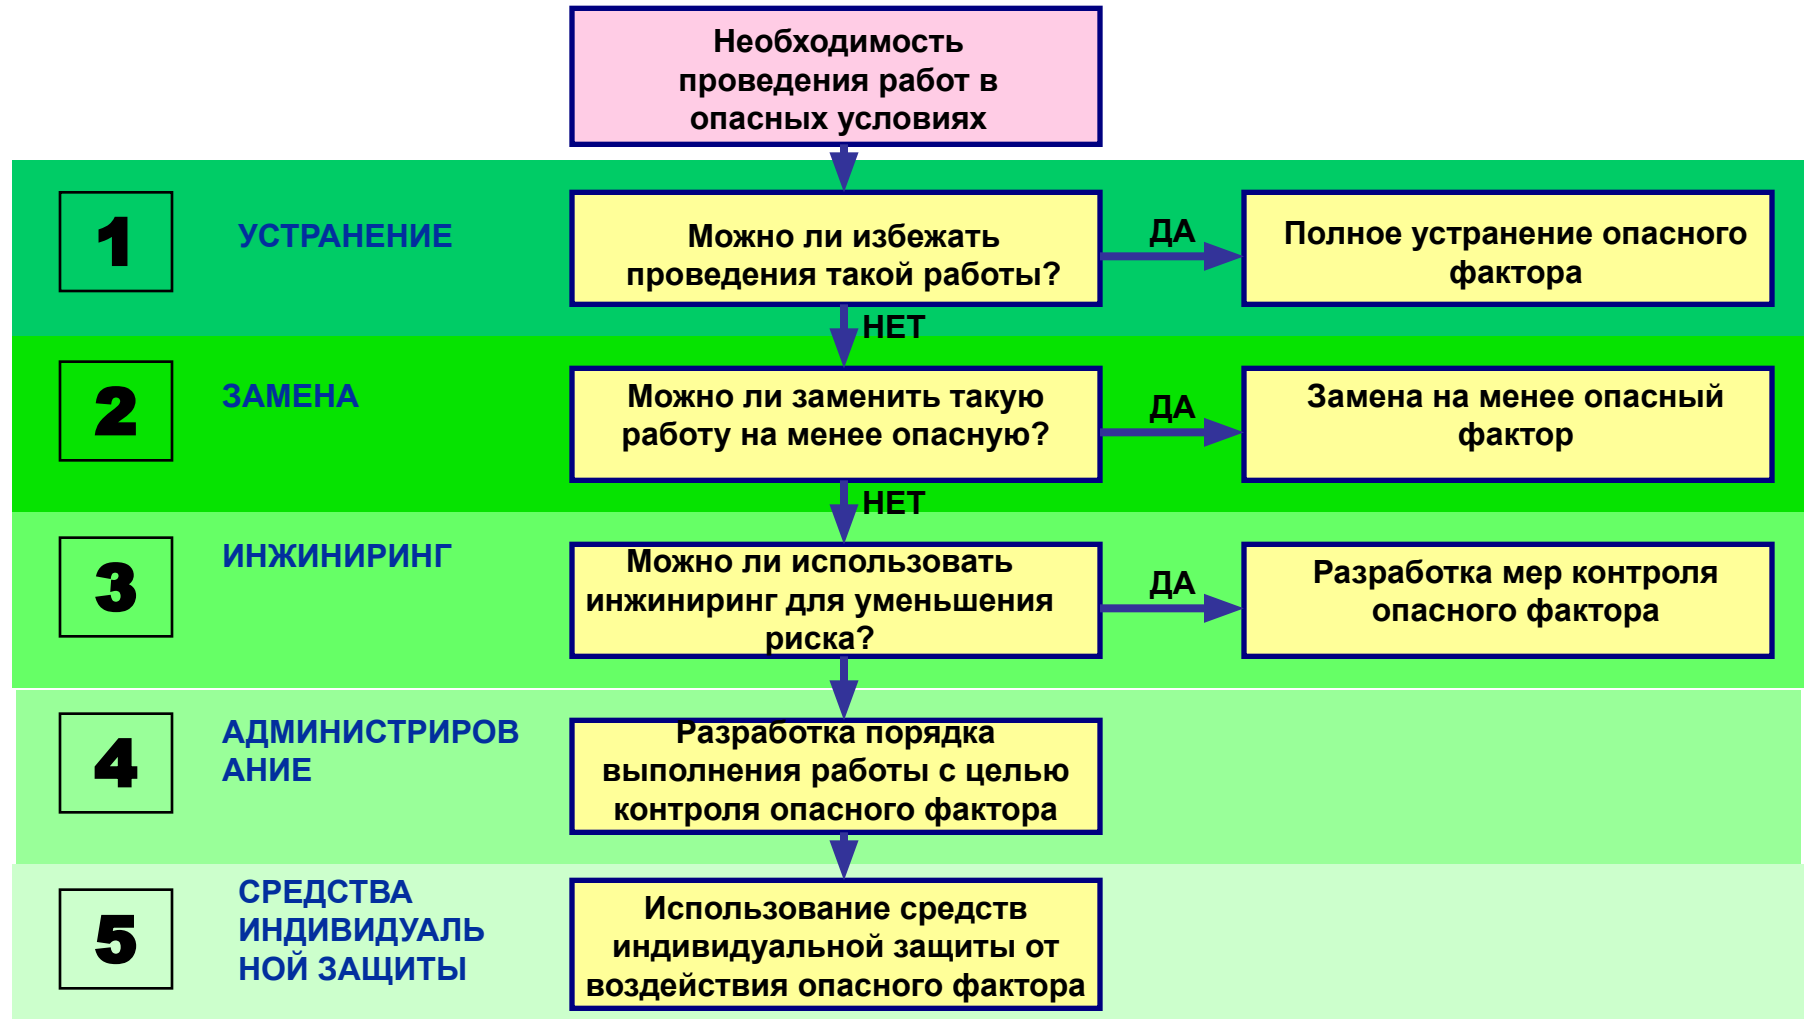 Необходимость
проведения работ в
опасных условиях
1
УСТРАНЕНИЕ
Можно ли избежать
проведения такой работы?
ДА
Полное устранение опасного
фактора
НЕТ
2
ЗАМЕНА
Можно ли заменить такую
работу на менее опасную?
ДА
Замена на менее опасный
фактор
НЕТ
3
ИНЖИНИРИНГ
Можно ли использовать
инжиниринг для уменьшения
риска?
ДА
Разработка мер контроля
опасного фактора
4
АДМИНИСТРИРОВ
АНИЕ
Разработка порядка
выполнения работы с целью
контроля опасного фактора
5
СРЕДСТВА
ИНДИВИДУАЛЬ
НОЙ ЗАЩИТЫ
Использование средств
индивидуальной защиты от
воздействия опасного фактора